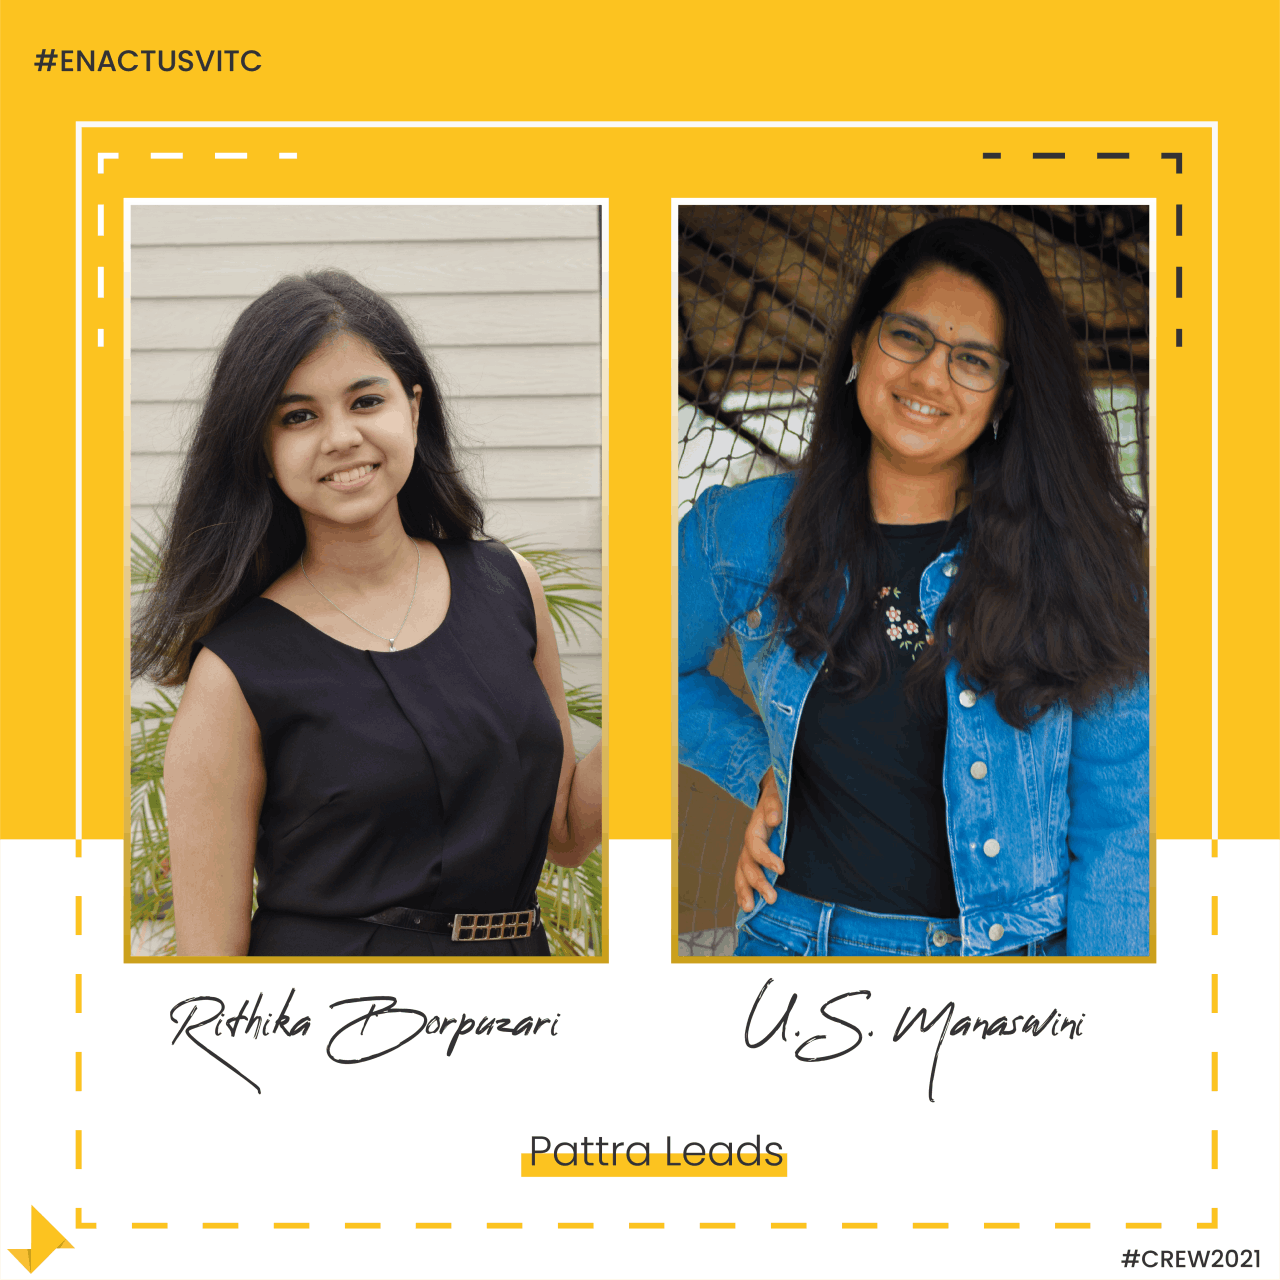 #ENACTUSVITC
Rithika Borpuzari
U.S. Manaswini
Pattra Leads
#CREW2021